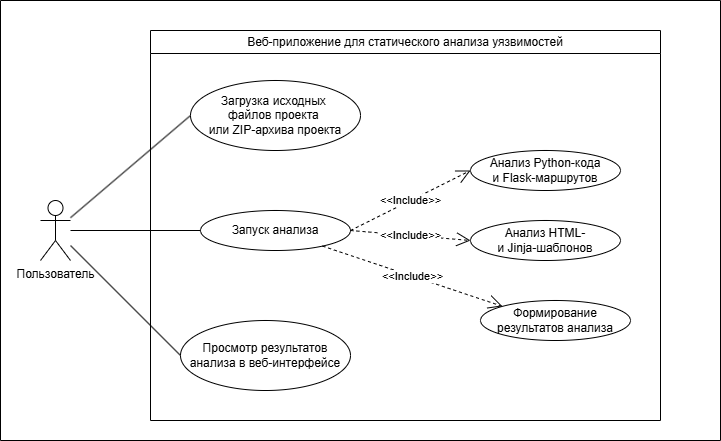 Веб-приложение для статического анализа уязвимостей
Загрузка исходных
файлов проекта
или ZIP-архива проекта
Анализ Python-кода
и Flask-маршрутов
<<Include>>
Запуск анализа
<<Include>>
Анализ HTML-
и Jinja-шаблонов
Пользователь
<<Include>>
Формирование
результатов анализа
Просмотр результатов
анализа в веб-интерфейсе